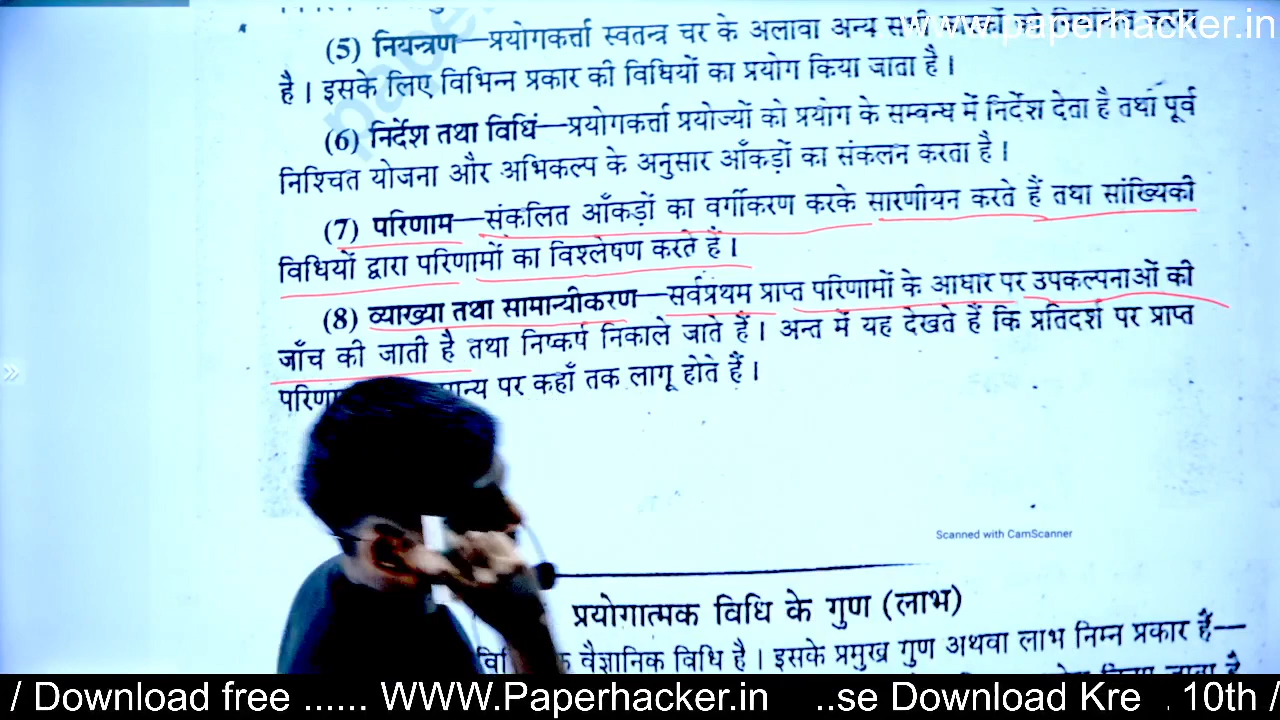 www.paperhacker.in
(5) नियन्त्रण—प्रयोगकर्त्ता स्वतन्त्र चर के अलावा अन्य सभी
है। इसके लिए विभिन्न प्रकार की विधियों का प्रयोग किया जाता है।
(6) निर्देश तथा विधि—प्रयोगकर्त्ता प्रयोज्यों को प्रयोग के सम्बन्ध में निर्देश देता है तथा पूर्व
निश्चित योजना और अभिकल्प के अनुसार आँकड़ों का संकलन करता है।
(7) परिणाम—संकलित आँकड़ों का वर्गीकरण करके सारणीयन करते हैं तथा सांख्यिकी
विधियों द्वारा परिणामों का विश्लेषण करते हैं।
(8) व्याख्या तथा सामान्यीकरण—सर्वप्रथम प्राप्त परिणामों के आधार पर उपकल्पनाओं की
जाँच की जाती है तथा निष्कर्ष निकाले जाते हैं। अन्त में यह देखते हैं कि प्रतिदर्श पर प्राप्त
पर कहाँ तक लागू होते हैं।
Scanned with CamScanner
प्रयोगात्मक विधि के गुण (लाभ)
वैज्ञानिक विधि है। इसके प्रमुख गुण अथवा लाभ निम्न प्रकार हैं—
/ Download free ...... WWW.Paperhacker.in ..se Download Kre . 10th /